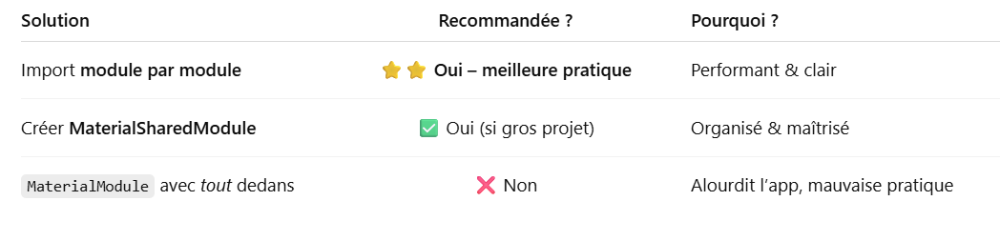 Solution Recommandée ? Pourquoi ?
Import module par module ⭐⭐ Oui – meilleure pratique Performant & clair
Créer MaterialSharedModule ✅ Oui (si gros projet) Organisé & maîtrisé
MaterialModule avec tout dedans ❌ Non Alourdit l’app, mauvaise pratique